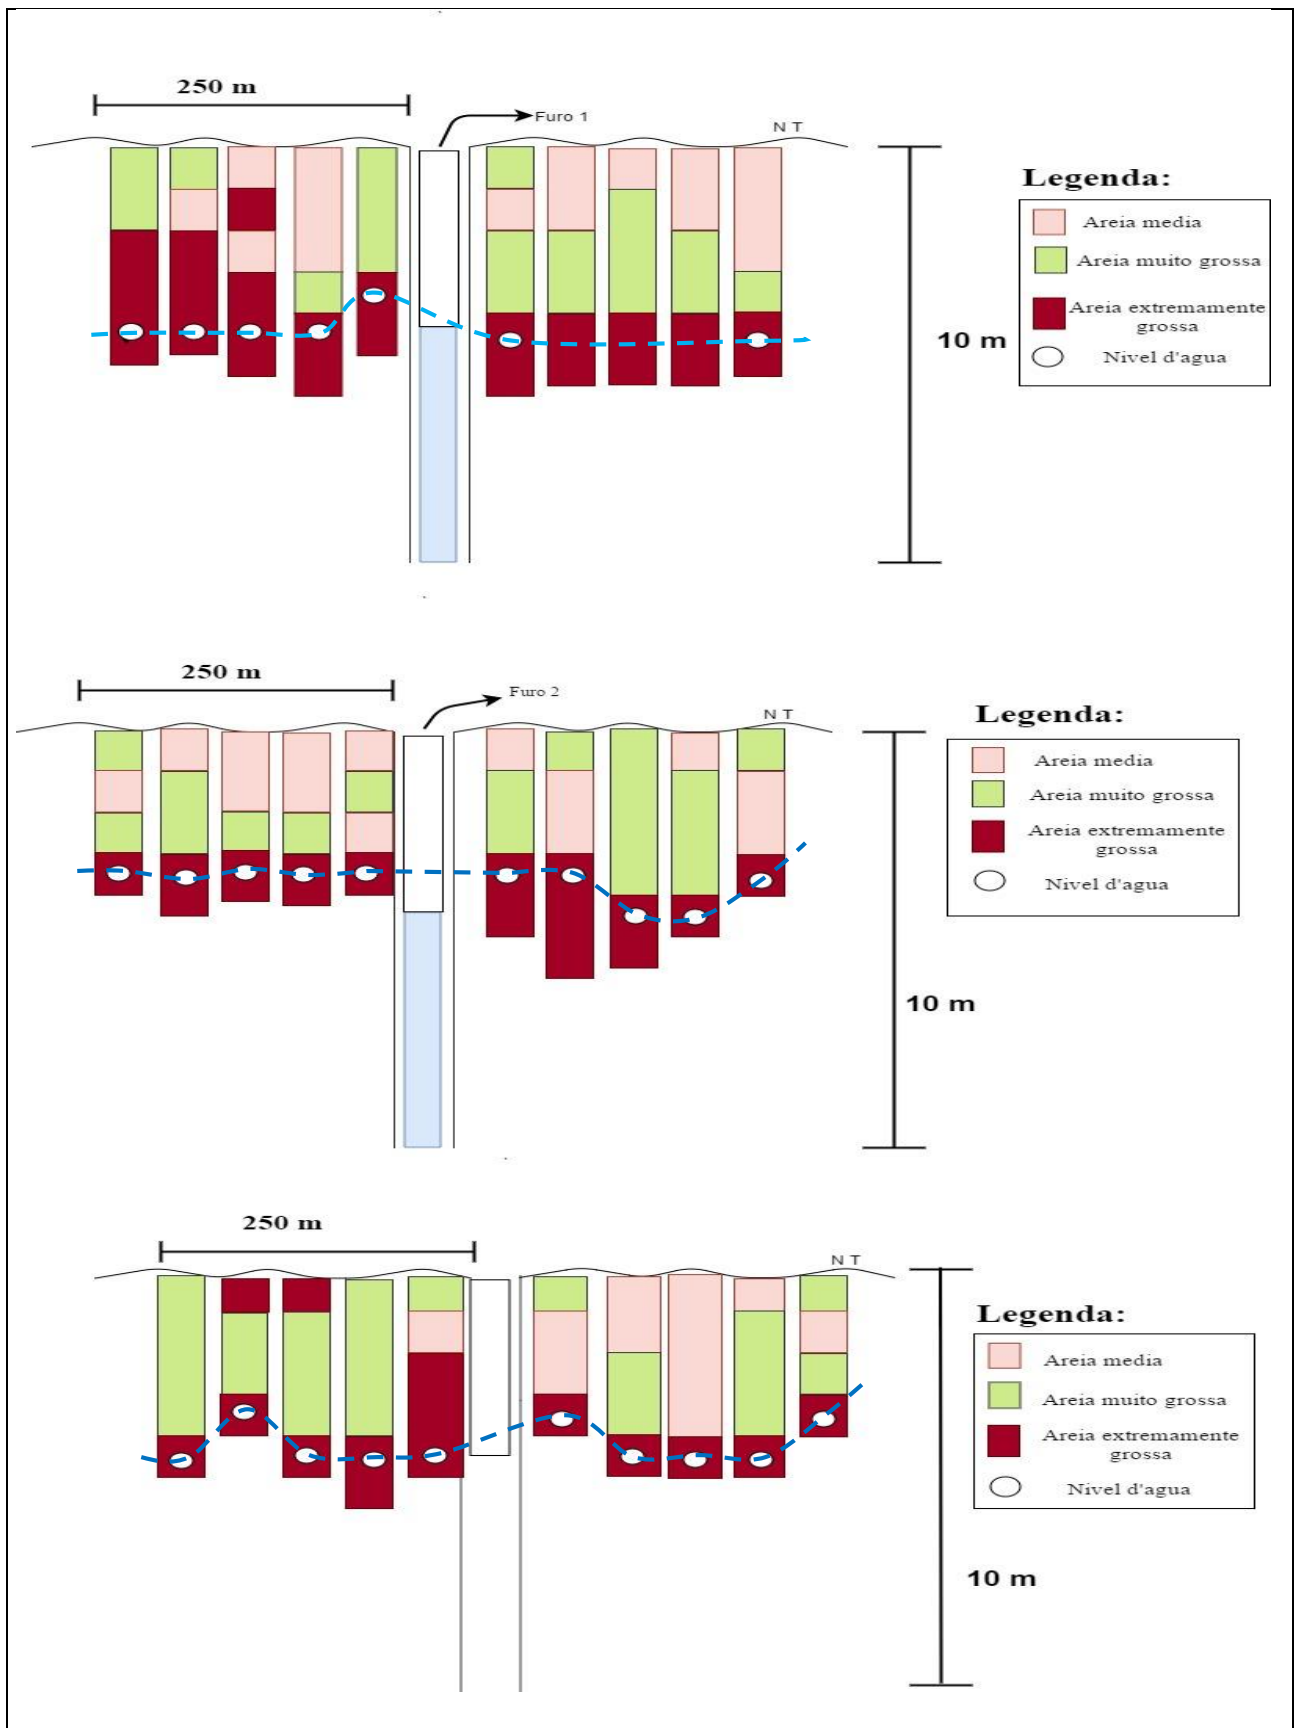 250 m
Furo 1
N T
Legenda:
Areia media
Areia muito grossa
Areia extremamente
grossa
Nivel d'agua
10 m
250 m
Furo 2
N T
Legenda:
Areia media
Areia muito grossa
Areia extremamente
grossa
Nivel d'agua
10 m
250 m
N T
Legenda:
Areia media
Areia muito grossa
Areia extremamente
grossa
Nivel d'agua
10 m